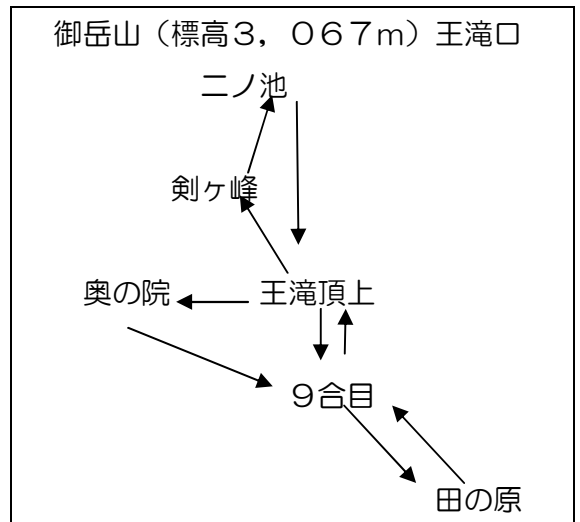 御岳山（標高３，０６７ｍ）王滝口
二ノ池
剣ヶ峰
奥の院
王滝頂上
９合目
田の原